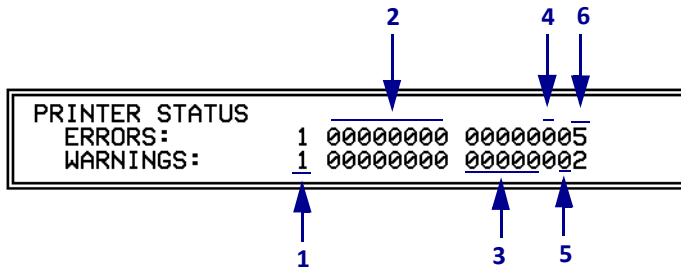 2 4 6
PRINTER STATUS
ERRORS: 1 00000000 00000005
WARNINGS: 1 00000000 00000002
1 3 5